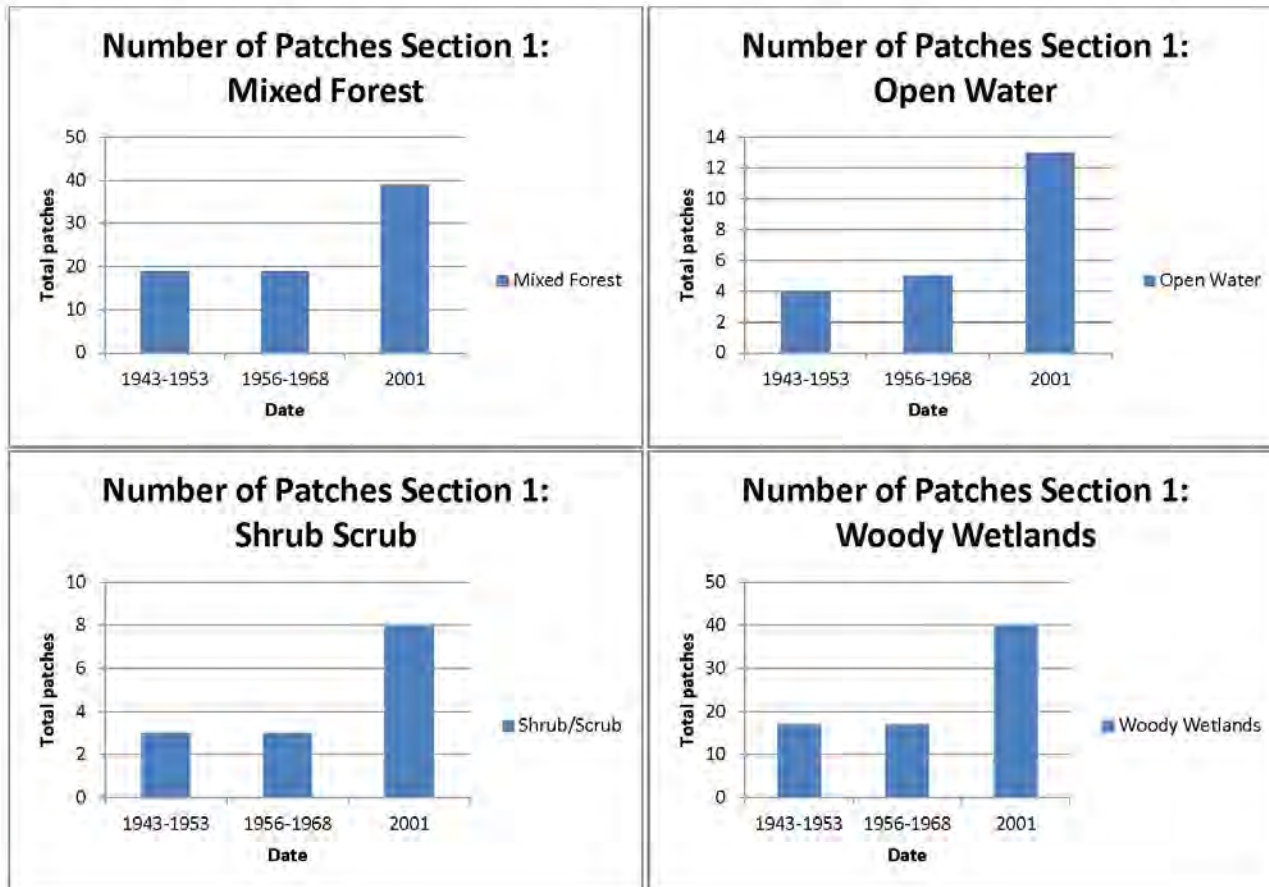 Number of Patches Section 1:
Mixed Forest
50
40
30
20
10
0
Total patches
1943-1953
1956-1968
2001
Date
Mixed Forest
Number of Patches Section 1:
Open Water
14
12
10
8
6
4
2
0
Total patches
1943-1953
1956-1968
2001
Date
Open Water
Number of Patches Section 1:
Shrub Scrub
10
8
6
4
2
0
Total patches
1943-1953
1956-1968
2001
Date
Shrub/Scrub
Number of Patches Section 1:
Woody Wetlands
50
40
30
20
10
0
Total patches
1943-1953
1956-1968
2001
Date
Woody Wetlands